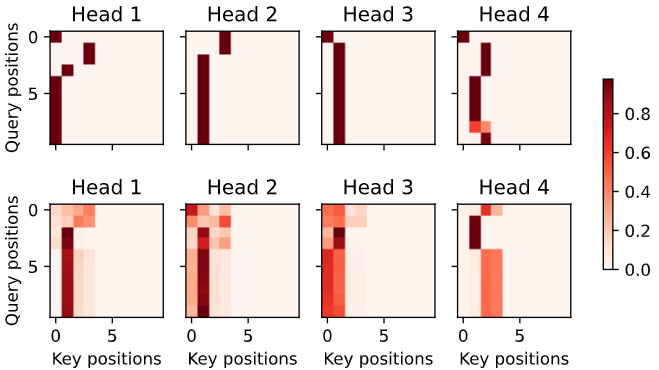 Head 1 Head 2 Head 3 Head 4
Query positions
0
5
0.8
0.6
0.4
0.2
0.0
Head 1 Head 2 Head 3 Head 4
Query positions
0
5
0 5 0 5 0 5 0 5
Key positions Key positions Key positions Key positions